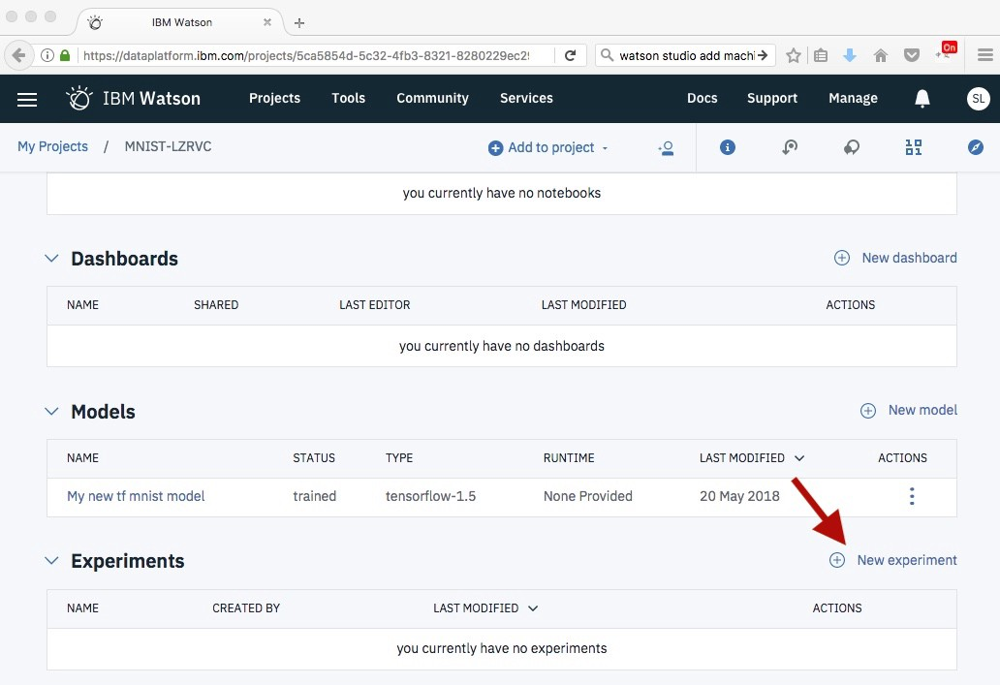 IBM Watson
https://dataplatform.ibm.com/projects/5ca5854d-5c32-4fb3-8321-8280229ec2
watson studio add machi
On
IBM Watson Projects Tools Community Services Docs Support Manage SL
My Projects / MNIST-LZRVC Add to project
you currently have no notebooks
Dashboards New dashboard
NAME SHARED LAST EDITOR LAST MODIFIED ACTIONS
you currently have no dashboards
Models New model
NAME STATUS TYPE RUNTIME LAST MODIFIED ACTIONS
My new tf mnist model trained tensorflow-1.5 None Provided 20 May 2018
Experiments New experiment
NAME CREATED BY LAST MODIFIED ACTIONS
you currently have no experiments